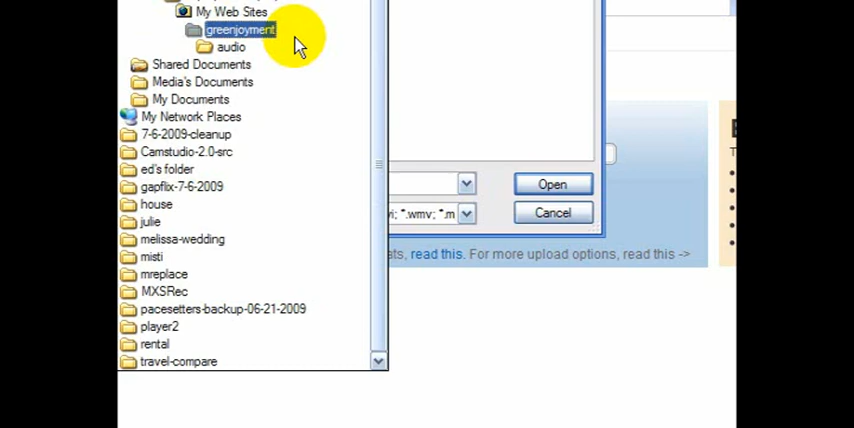 My Web Sites
greenjoyment
audio
Shared Documents
Media's Documents
My Documents
My Network Places
7-6-2009-cleanup
Camstudio-2.0-src
ed's folder
gapflix-7-6-2009
house
julie
melissa-wedding
misti
mreplace
MXSRec
pacesetters-backup-06-21-2009
player2
rental
travel-compare
Open
*.wmv; *.m
Cancel
read this. For more upload options, read this ->